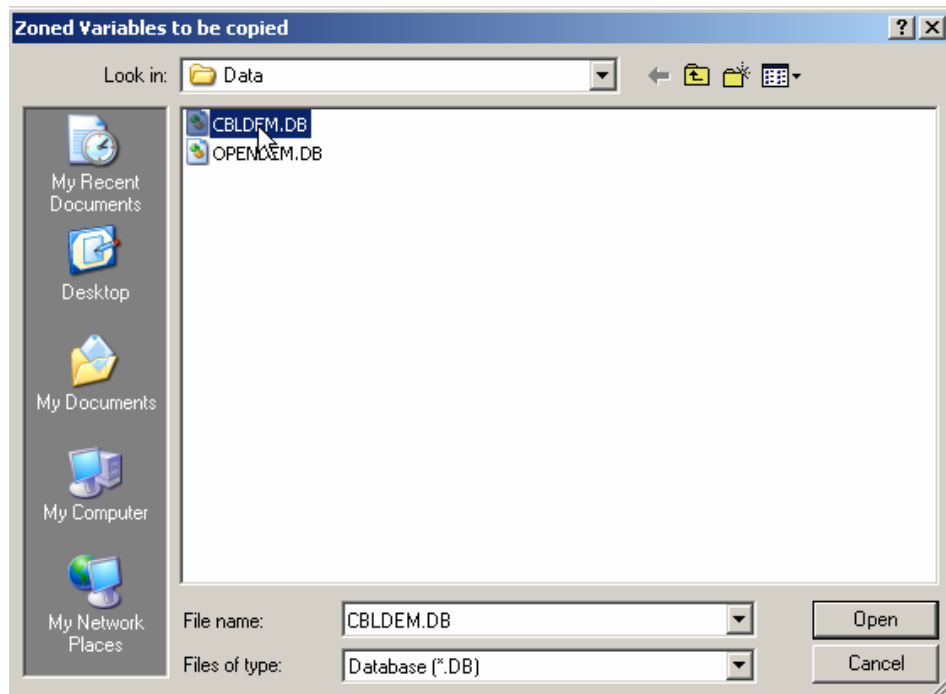 Zoned Variables to be copied
Look in: Data
CBLDEM.DB
OPENDEM.DB
My Recent
Documents
Desktop
My Documents
My Computer
My Network
Places
File name: CBLDEM.DB Open
Files of type: Database (*.DB) Cancel